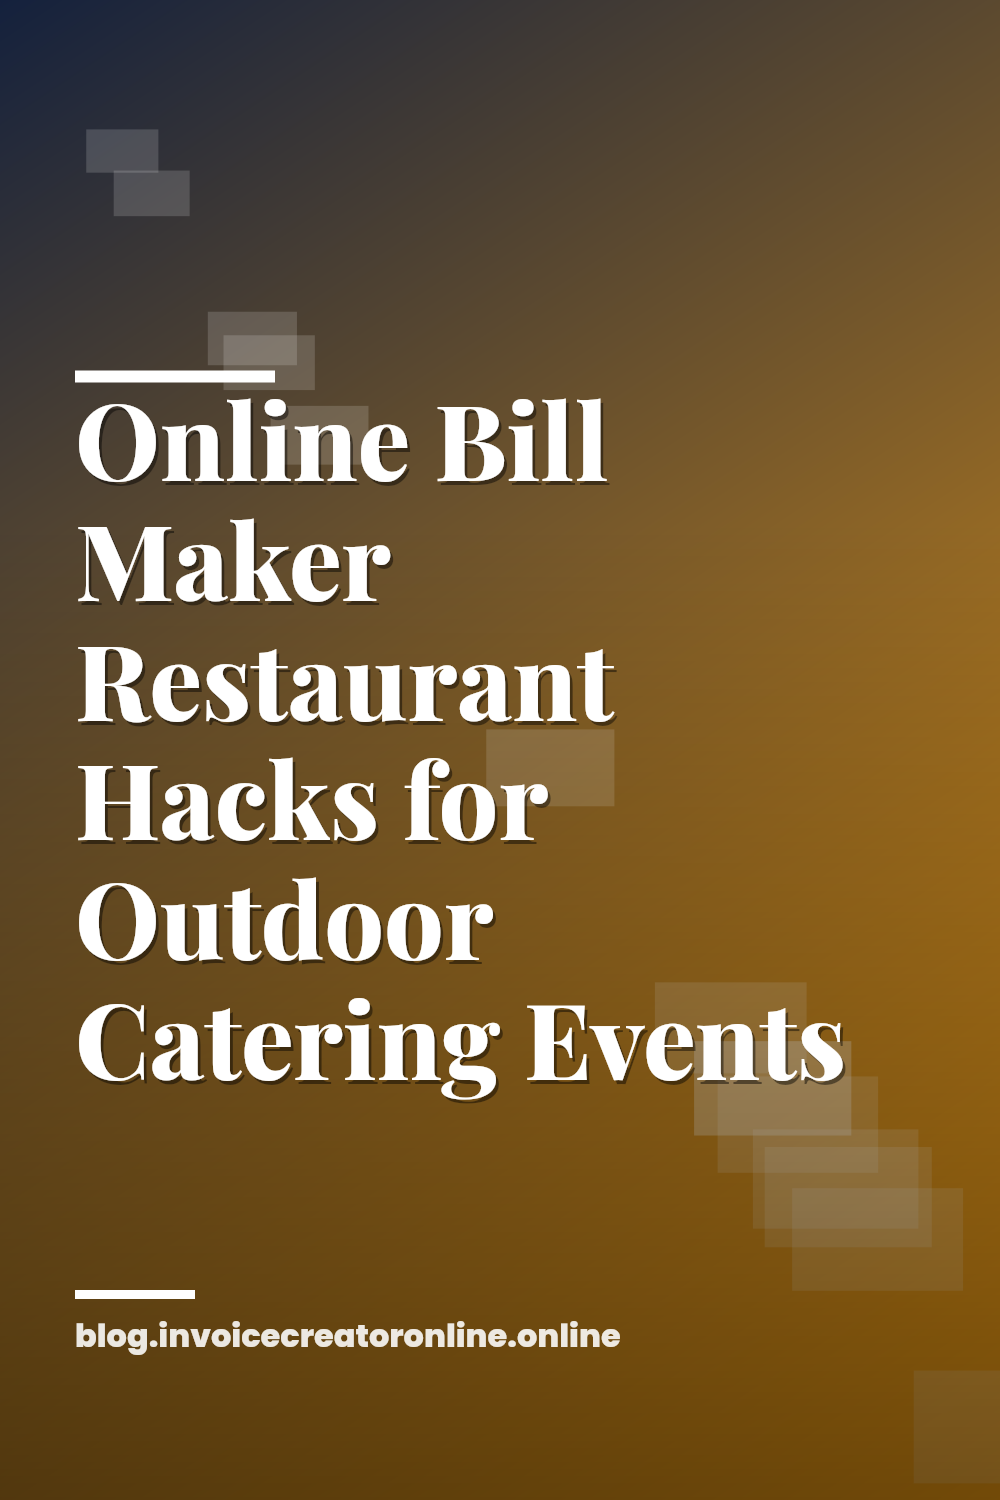 Online Bill
Maker
Restaurant
Hacks for
Outdoor
Catering Events
blog.invoicecreatoronline.online